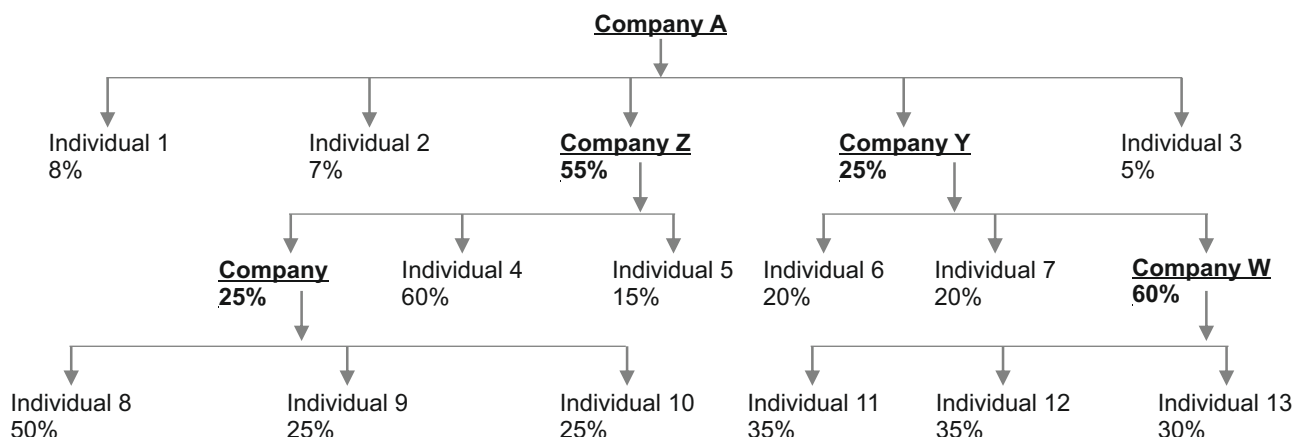 Company A
Individual 1
8%
Individual 2
7%
Company Z
55%
Company Y
25%
Individual 3
5%
Company
25%
Individual 4
60%
Individual 5
15%
Individual 6
20%
Individual 7
20%
Company W
60%
Individual 8
50%
Individual 9
25%
Individual 10
25%
Individual 11
35%
Individual 12
35%
Individual 13
30%